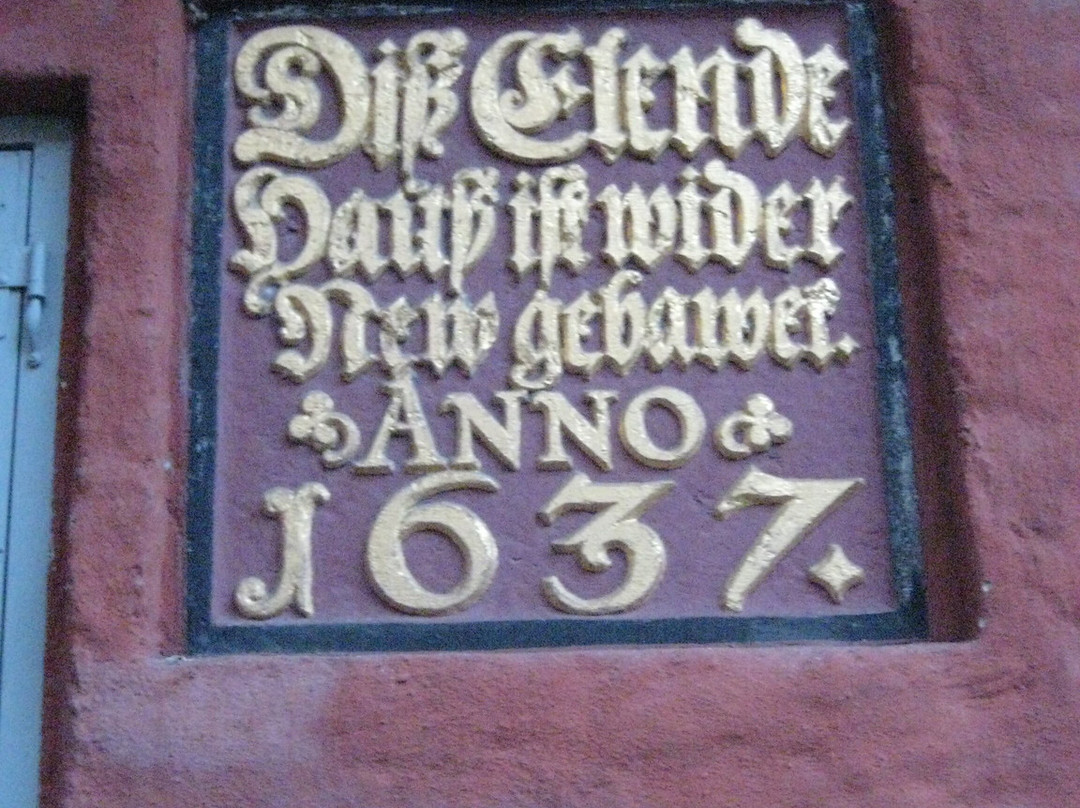 Diß Elende
Hauß ist wider
New gebawet.
ANNO
1637.